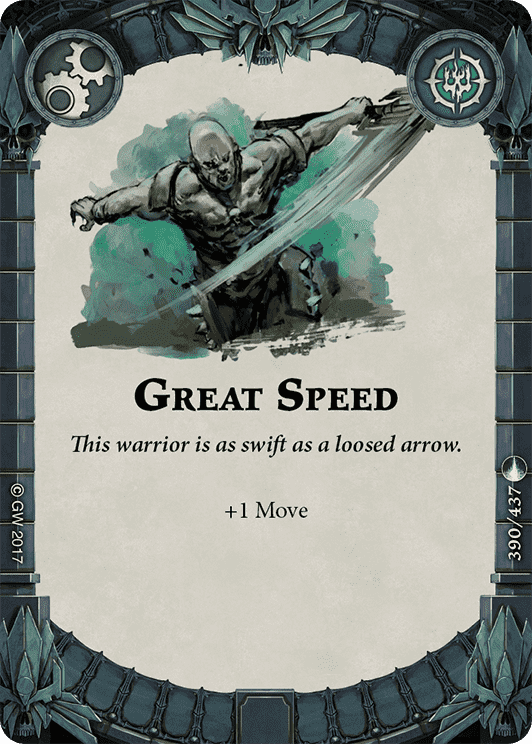 GREAT SPEED
This warrior is as swift as a loosed arrow.
+1 Move
© GW 2017
390/437